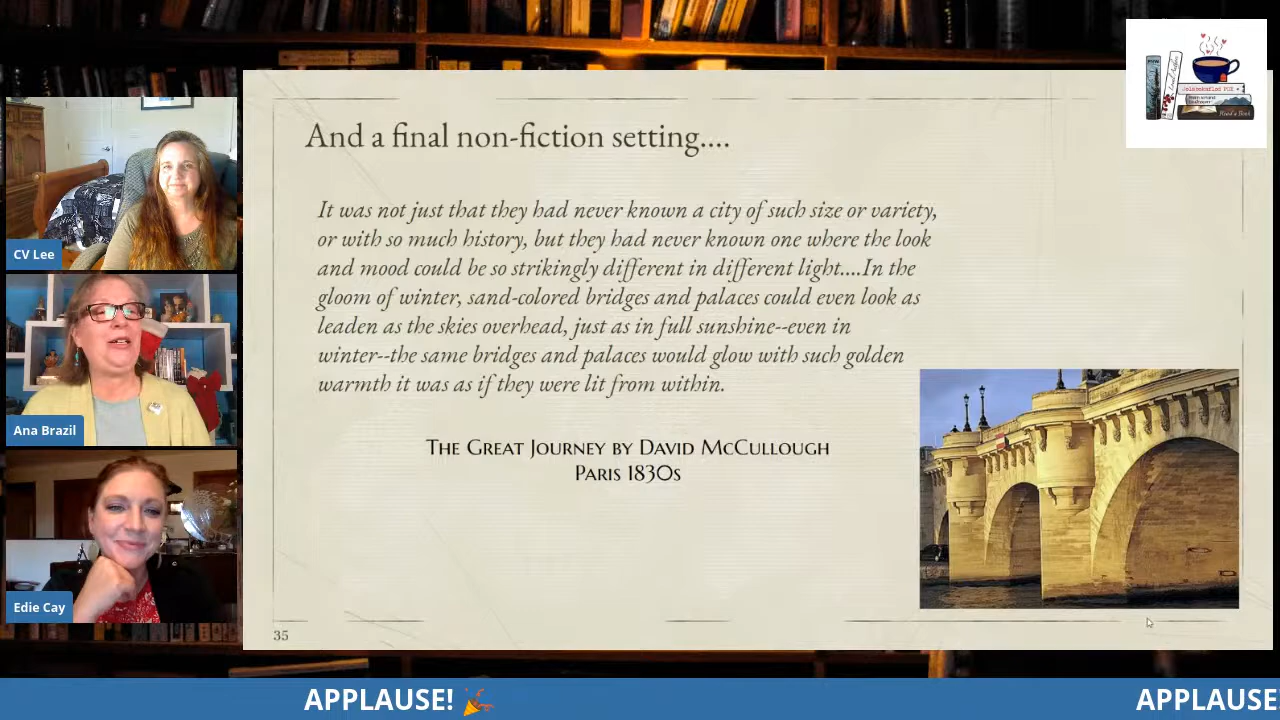 And a final non-fiction setting....
It was not just that they had never known a city of such size or variety,
or with so much history, but they had never known one where the look
and mood could be so strikingly different in different light....In the
gloom of winter, sand-colored bridges and palaces could even look as
leaden as the skies overhead, just as in full sunshine--even in
winter--the same bridges and palaces would glow with such golden
warmth it was as if they were lit from within.
The Great Journey by David McCullough
Paris 1830s
35
CV Lee
Ana Brazil
Edie Cay
APPLAUSE! 🎉
APPLAUSE!